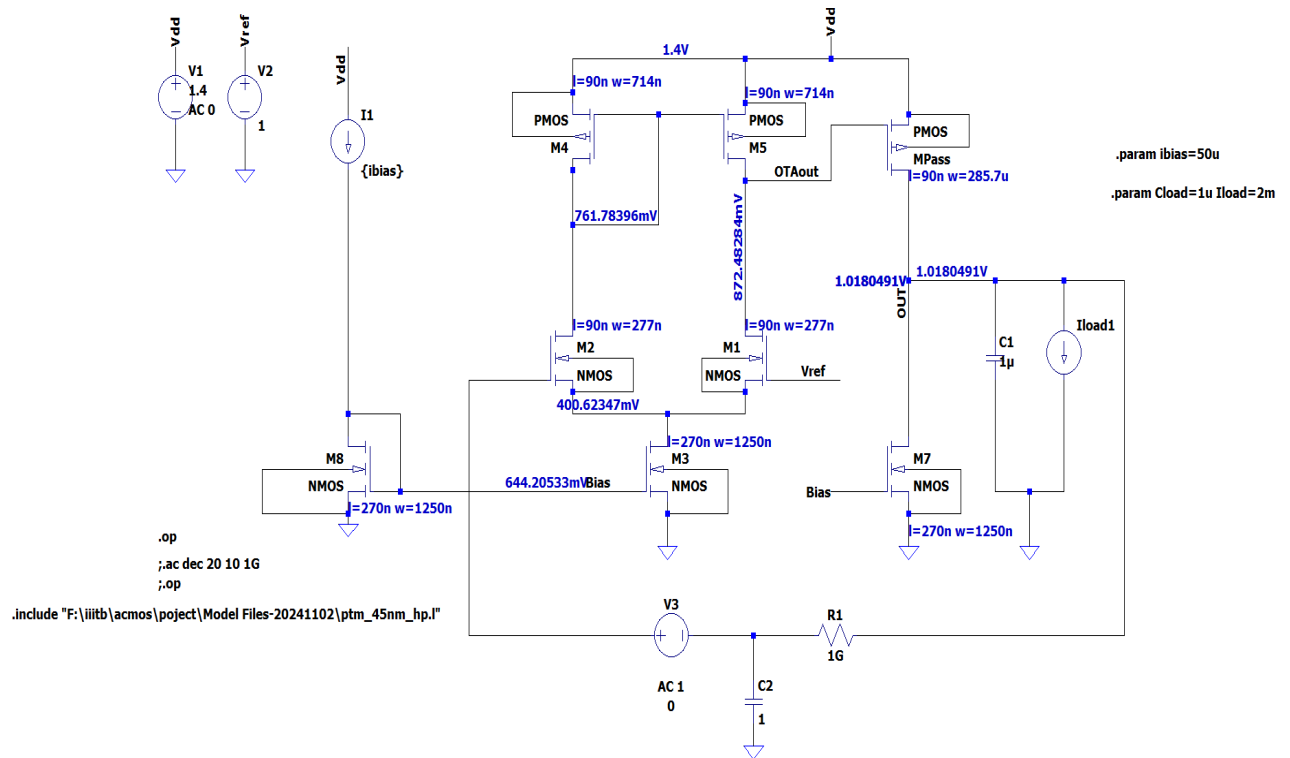 Vdd
Vref
Vdd
Vdd
V1
1.4
AC 0
V2
1
I1
{ibias}
1.4V
l=90n w=714n
PMOS
M4
l=90n w=714n
PMOS
M5
OTAout
PMOS
MPass
l=90n w=285.7u
.param ibias=50u
.param Cload=1u Iload=2m
761.78396mV
872.48284mV
1.0180491V
1.0180491V
OUT
l=90n w=277n
M2
NMOS
l=90n w=277n
M1
NMOS
Vref
C1
1µ
Iload1
400.62347mV
M8
NMOS
l=270n w=1250n
644.20533mV
Bias
l=270n w=1250n
M3
NMOS
Bias
M7
NMOS
l=270n w=1250n
.op
;.ac dec 20 10 1G
;.op
.include "F:\iiitb\acmos\poject\Model Files-20241102\ptm_45nm_hp.l"
V3
AC 1
0
R1
1G
C2
1